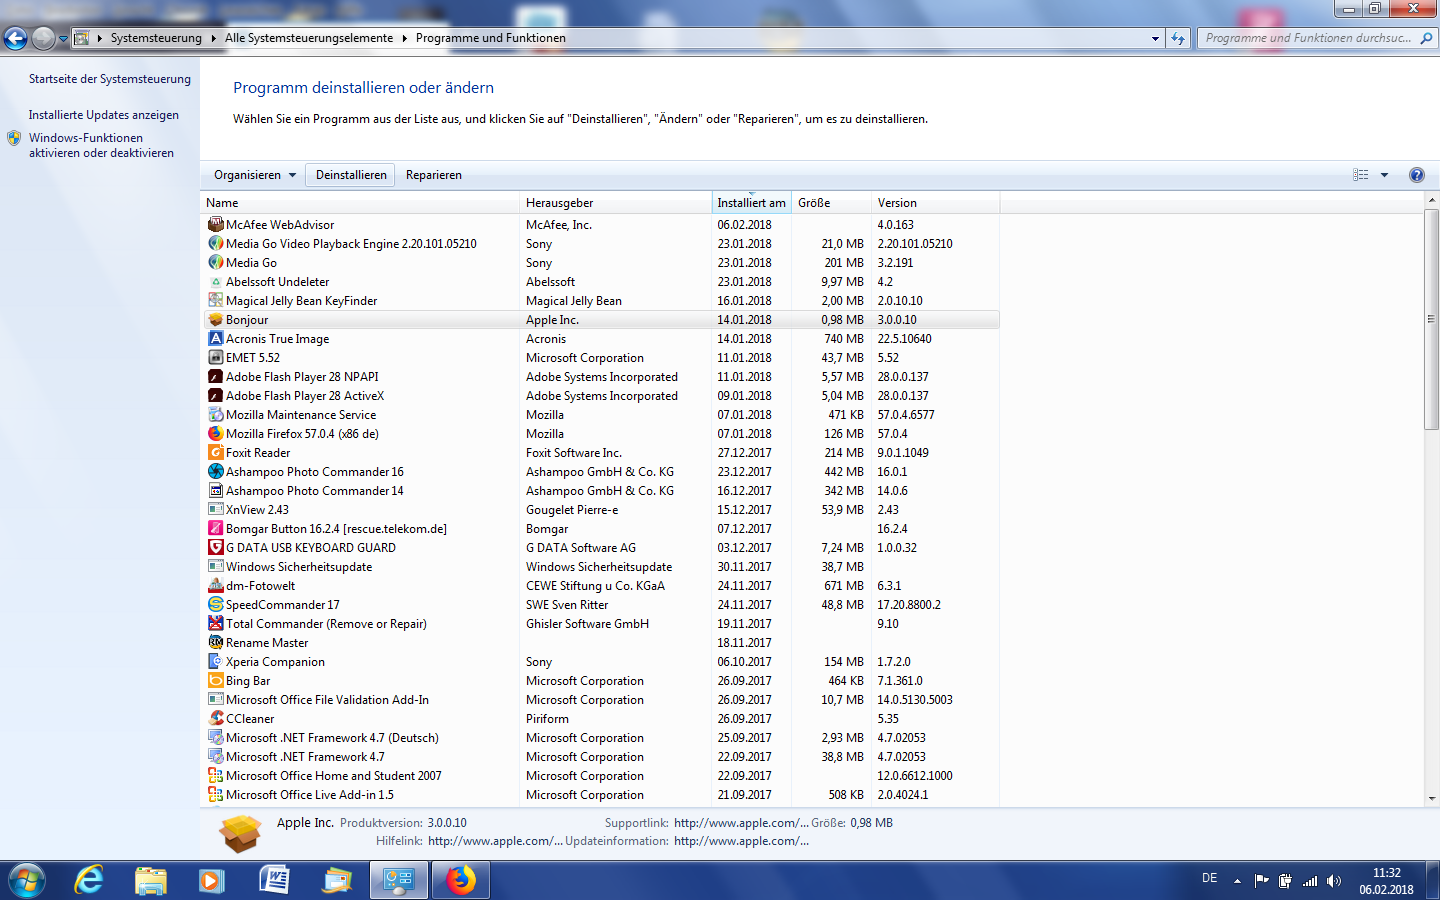 Systemsteuerung Alle Systemsteuerungselemente Programme und Funktionen
Programme und Funktionen durchsuc...
Startseite der Systemsteuerung
Installierte Updates anzeigen
Windows-Funktionen
aktivieren oder deaktivieren
Programm deinstallieren oder ändern
Wählen Sie ein Programm aus der Liste aus, und klicken Sie auf "Deinstallieren", "Ändern" oder "Reparieren", um es zu deinstallieren.
Organisieren Deinstallieren Reparieren
Name Herausgeber Installiert am Größe Version
McAfee WebAdvisor McAfee, Inc. 06.02.2018 4.0.163
Media Go Video Playback Engine 2.20.101.05210 Sony 23.01.2018 21,0 MB 2.20.101.05210
Media Go Sony 23.01.2018 201 MB 3.2.191
Abelssoft Undeleter Abelssoft 23.01.2018 9,97 MB 4.2
Magical Jelly Bean KeyFinder Magical Jelly Bean 16.01.2018 2,00 MB 2.0.10.10
Bonjour Apple Inc. 14.01.2018 0,98 MB 3.0.0.10
Acronis True Image Acronis 14.01.2018 740 MB 22.5.10640
EMET 5.52 Microsoft Corporation 11.01.2018 43,7 MB 5.52
Adobe Flash Player 28 NPAPI Adobe Systems Incorporated 11.01.2018 5,57 MB 28.0.0.137
Adobe Flash Player 28 ActiveX Adobe Systems Incorporated 09.01.2018 5,04 MB 28.0.0.137
Mozilla Maintenance Service Mozilla 07.01.2018 471 KB 57.0.4.6577
Mozilla Firefox 57.0.4 (x86 de) Mozilla 07.01.2018 126 MB 57.0.4
Foxit Reader Foxit Software Inc. 27.12.2017 214 MB 9.0.1.1049
Ashampoo Photo Commander 16 Ashampoo GmbH & Co. KG 23.12.2017 442 MB 16.0.1
Ashampoo Photo Commander 14 Ashampoo GmbH & Co. KG 16.12.2017 342 MB 14.0.6
XnView 2.43 Gougelet Pierre-e 15.12.2017 53,9 MB 2.43
Bomgar Button 16.2.4 [rescue.telekom.de] Bomgar 07.12.2017 16.2.4
G DATA USB KEYBOARD GUARD G DATA Software AG 03.12.2017 7,24 MB 1.0.0.32
Windows Sicherheitsupdate Windows Sicherheitsupdate 30.11.2017 38,7 MB
dm-Fotowelt CEWE Stiftung u Co. KGaA 24.11.2017 671 MB 6.3.1
SpeedCommander 17 SWE Sven Ritter 24.11.2017 48,8 MB 17.20.8800.2
Total Commander (Remove or Repair) Ghisler Software GmbH 19.11.2017 9.10
Rename Master 18.11.2017
Xperia Companion Sony 06.10.2017 154 MB 1.7.2.0
Bing Bar Microsoft Corporation 26.09.2017 464 KB 7.1.361.0
Microsoft Office File Validation Add-In Microsoft Corporation 26.09.2017 10,7 MB 14.0.5130.5003
CCleaner Piriform 26.09.2017 5.35
Microsoft .NET Framework 4.7 (Deutsch) Microsoft Corporation 25.09.2017 2,93 MB 4.7.02053
Microsoft .NET Framework 4.7 Microsoft Corporation 22.09.2017 38,8 MB 4.7.02053
Microsoft Office Home and Student 2007 Microsoft Corporation 22.09.2017 12.0.6612.1000
Microsoft Office Live Add-in 1.5 Microsoft Corporation 21.09.2017 508 KB 2.0.4024.1
Apple Inc. Produktversion: 3.0.0.10 Supportlink: http://www.apple.com/... Größe: 0,98 MB
Hilfelink: http://www.apple.com/... Updateinformation: http://www.apple.com/...
DE 11:32
06.02.2018